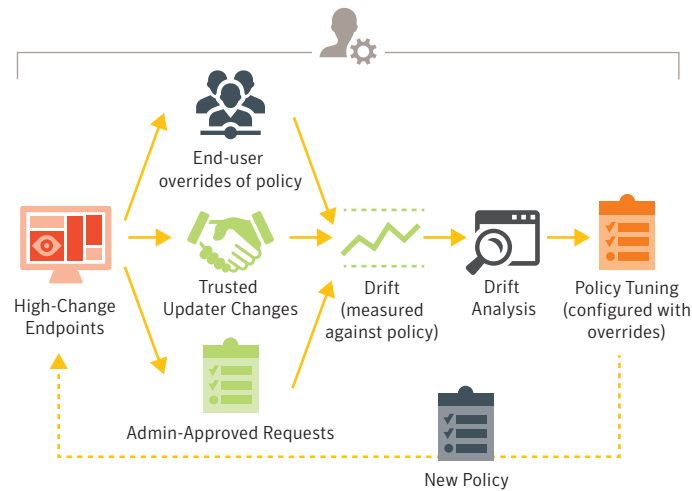 End-user
overrides of policy
High-Change
Endpoints
Trusted
Updater Changes
Drift
(measured
against policy)
Drift
Analysis
Policy Tuning
(configured with
overrides)
Admin-Approved Requests
New Policy